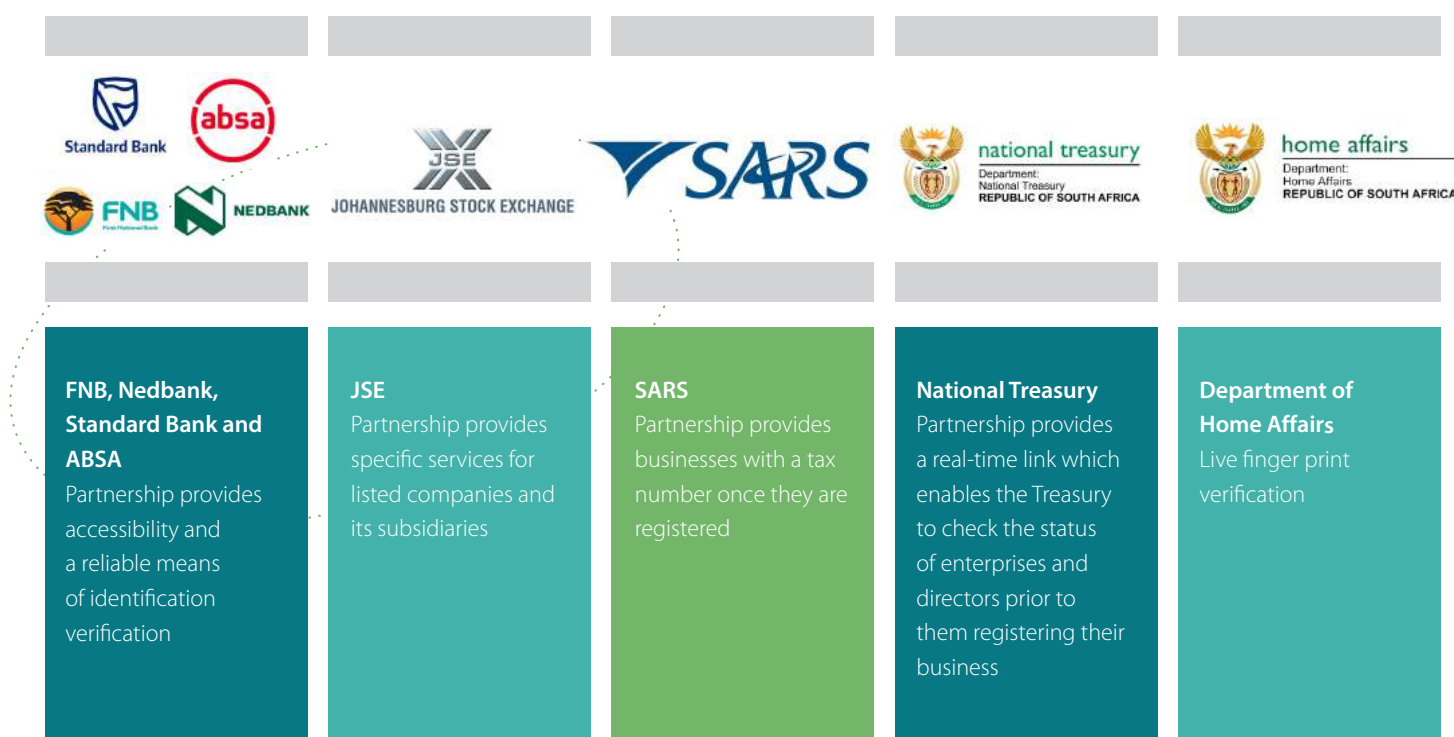 Standard Bank
absa
FNB
First National Bank
NEDBANK
JSE
JOHANNESBURG STOCK EXCHANGE
SARS
national treasury
Department:
National Treasury
REPUBLIC OF SOUTH AFRICA
home affairs
Department:
Home Affairs
REPUBLIC OF SOUTH AFRICA
FNB, Nedbank,
Standard Bank and
ABSA
Partnership provides
accessibility and
a reliable means
of identification
verification
JSE
Partnership provides
specific services for
listed companies and
its subsidiaries
SARS
Partnership provides
businesses with a tax
number once they are
registered
National Treasury
Partnership provides
a real-time link which
enables the Treasury
to check the status
of enterprises and
directors prior to
them registering their
business
Department of
Home Affairs
Live finger print
verification